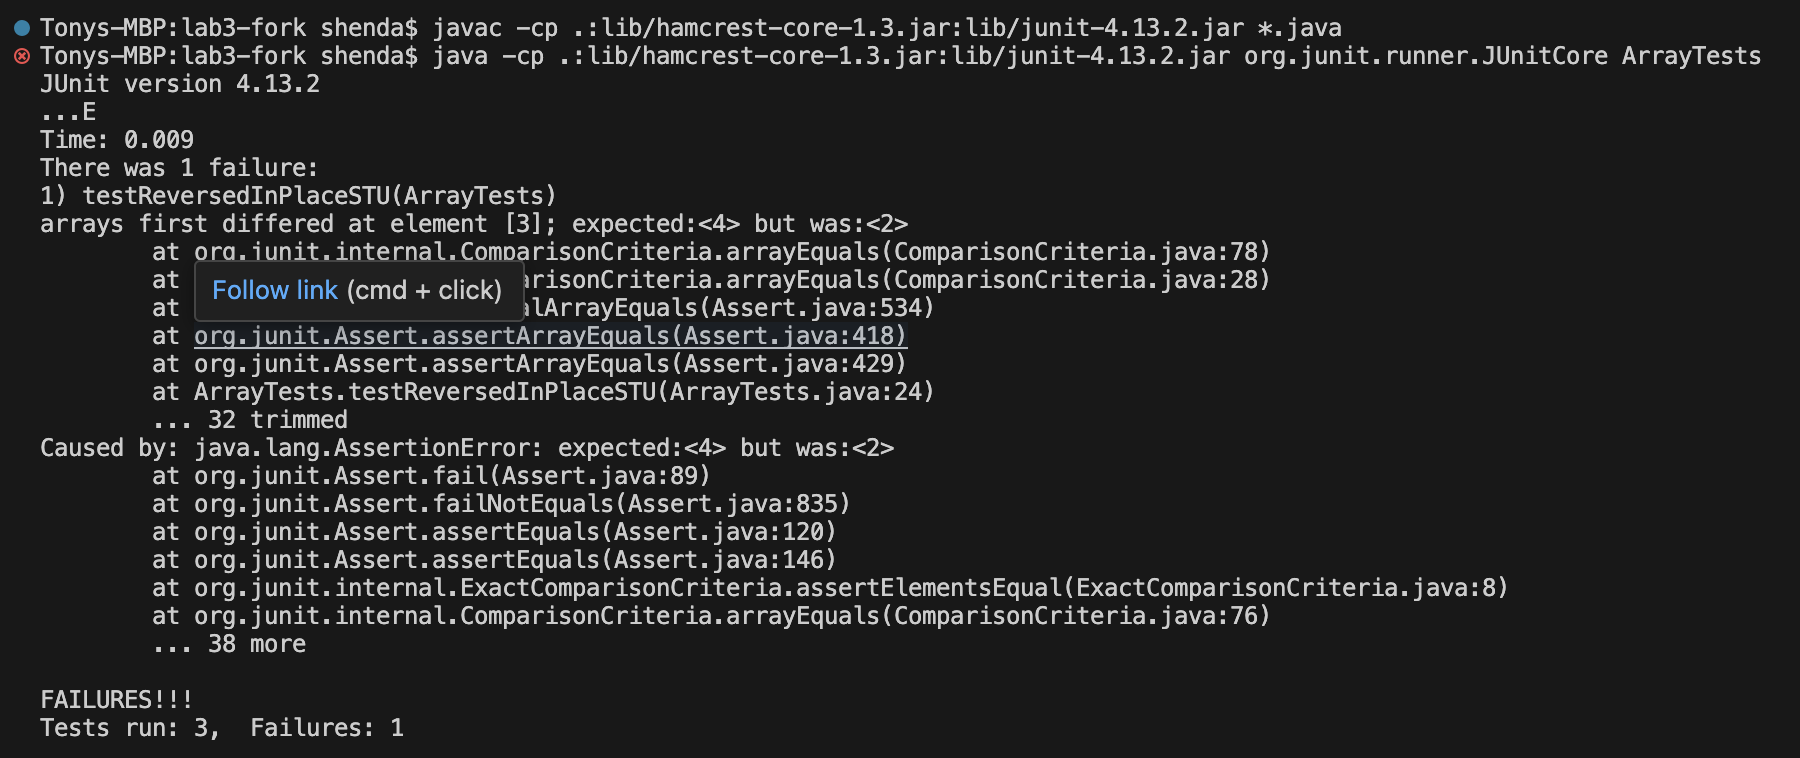 Tonys-MBP:lab3-fork shenda$ javac -cp .:lib/hamcrest-core-1.3.jar:lib/junit-4.13.2.jar *.java
Tonys-MBP:lab3-fork shenda$ java -cp .:lib/hamcrest-core-1.3.jar:lib/junit-4.13.2.jar org.junit.runner.JUnitCore ArrayTests
JUnit version 4.13.2
...E
Time: 0.009
There was 1 failure:
1) testReversedInPlaceSTU(ArrayTests)
arrays first differed at element [3]; expected:<4> but was:<2>
at org.junit.internal.ComparisonCriteria.arrayEquals(ComparisonCriteria.java:78)
at risonCriteria.arrayEquals(ComparisonCriteria.java:28)
Follow link (cmd + click)
at lArrayEquals(Assert.java:534)
at org.junit.Assert.assertArrayEquals(Assert.java:418)
at org.junit.Assert.assertArrayEquals(Assert.java:429)
at ArrayTests.testReversedInPlaceSTU(ArrayTests.java:24)
... 32 trimmed
Caused by: java.lang.AssertionError: expected:<4> but was:<2>
at org.junit.Assert.fail(Assert.java:89)
at org.junit.Assert.failNotEquals(Assert.java:835)
at org.junit.Assert.assertEquals(Assert.java:120)
at org.junit.Assert.assertEquals(Assert.java:146)
at org.junit.internal.ExactComparisonCriteria.assertElementsEqual(ExactComparisonCriteria.java:8)
at org.junit.internal.ComparisonCriteria.arrayEquals(ComparisonCriteria.java:76)
... 38 more
FAILURES!!!
Tests run: 3,  Failures: 1